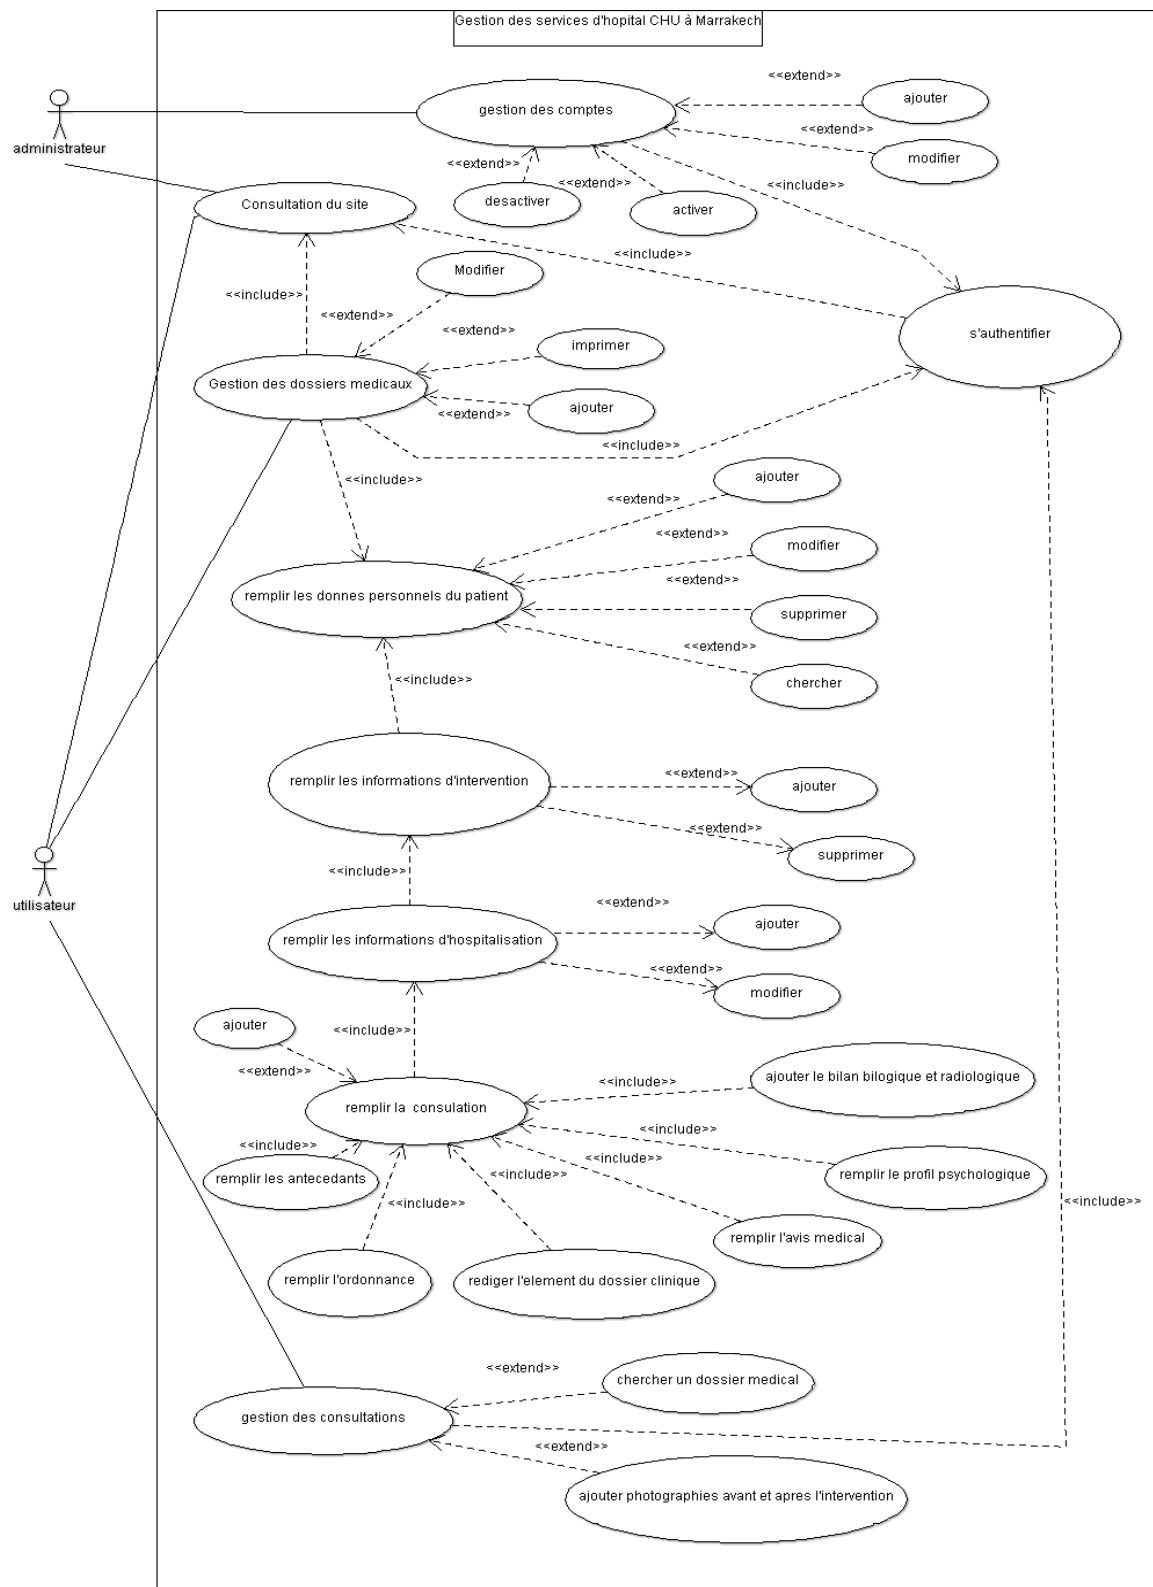 Gestion des services d'hopital CHU à Marrakech
<<extend>>
ajouter
gestion des comptes
administrateur
<<extend>>
modifier
<<extend>>
<<extend>>
<<include>>
desactiver
activer
Consultation du site
<<include>>
Modifier
<<include>>
<<extend>>
<<extend>>
s'authentifier
imprimer
Gestion des dossiers medicaux
ajouter
<<extend>>
<<include>>
<<include>>
ajouter
<<extend>>
<<extend>>
modifier
<<extend>>
remplir les donnes personnels du patient
supprimer
<<extend>>
<<include>>
chercher
<<extend>>
remplir les informations d'intervention
ajouter
<<extend>>
supprimer
<<include>>
utilisateur
<<extend>>
ajouter
remplir les informations d'hospitalisation
<<extend>>
modifier
ajouter
<<include>>
<<extend>>
ajouter le bilan bilogique et radiologique
<<include>>
remplir la  consulation
<<include>>
<<include>>
<<include>>
remplir les antecedants
<<include>>
remplir le profil psychologique
<<include>>
<<include>>
remplir l'avis medical
remplir l'ordonnance
rediger l'element du dossier clinique
<<extend>>
chercher un dossier medical
gestion des consultations
<<extend>>
ajouter photographies avant et apres l'intervention